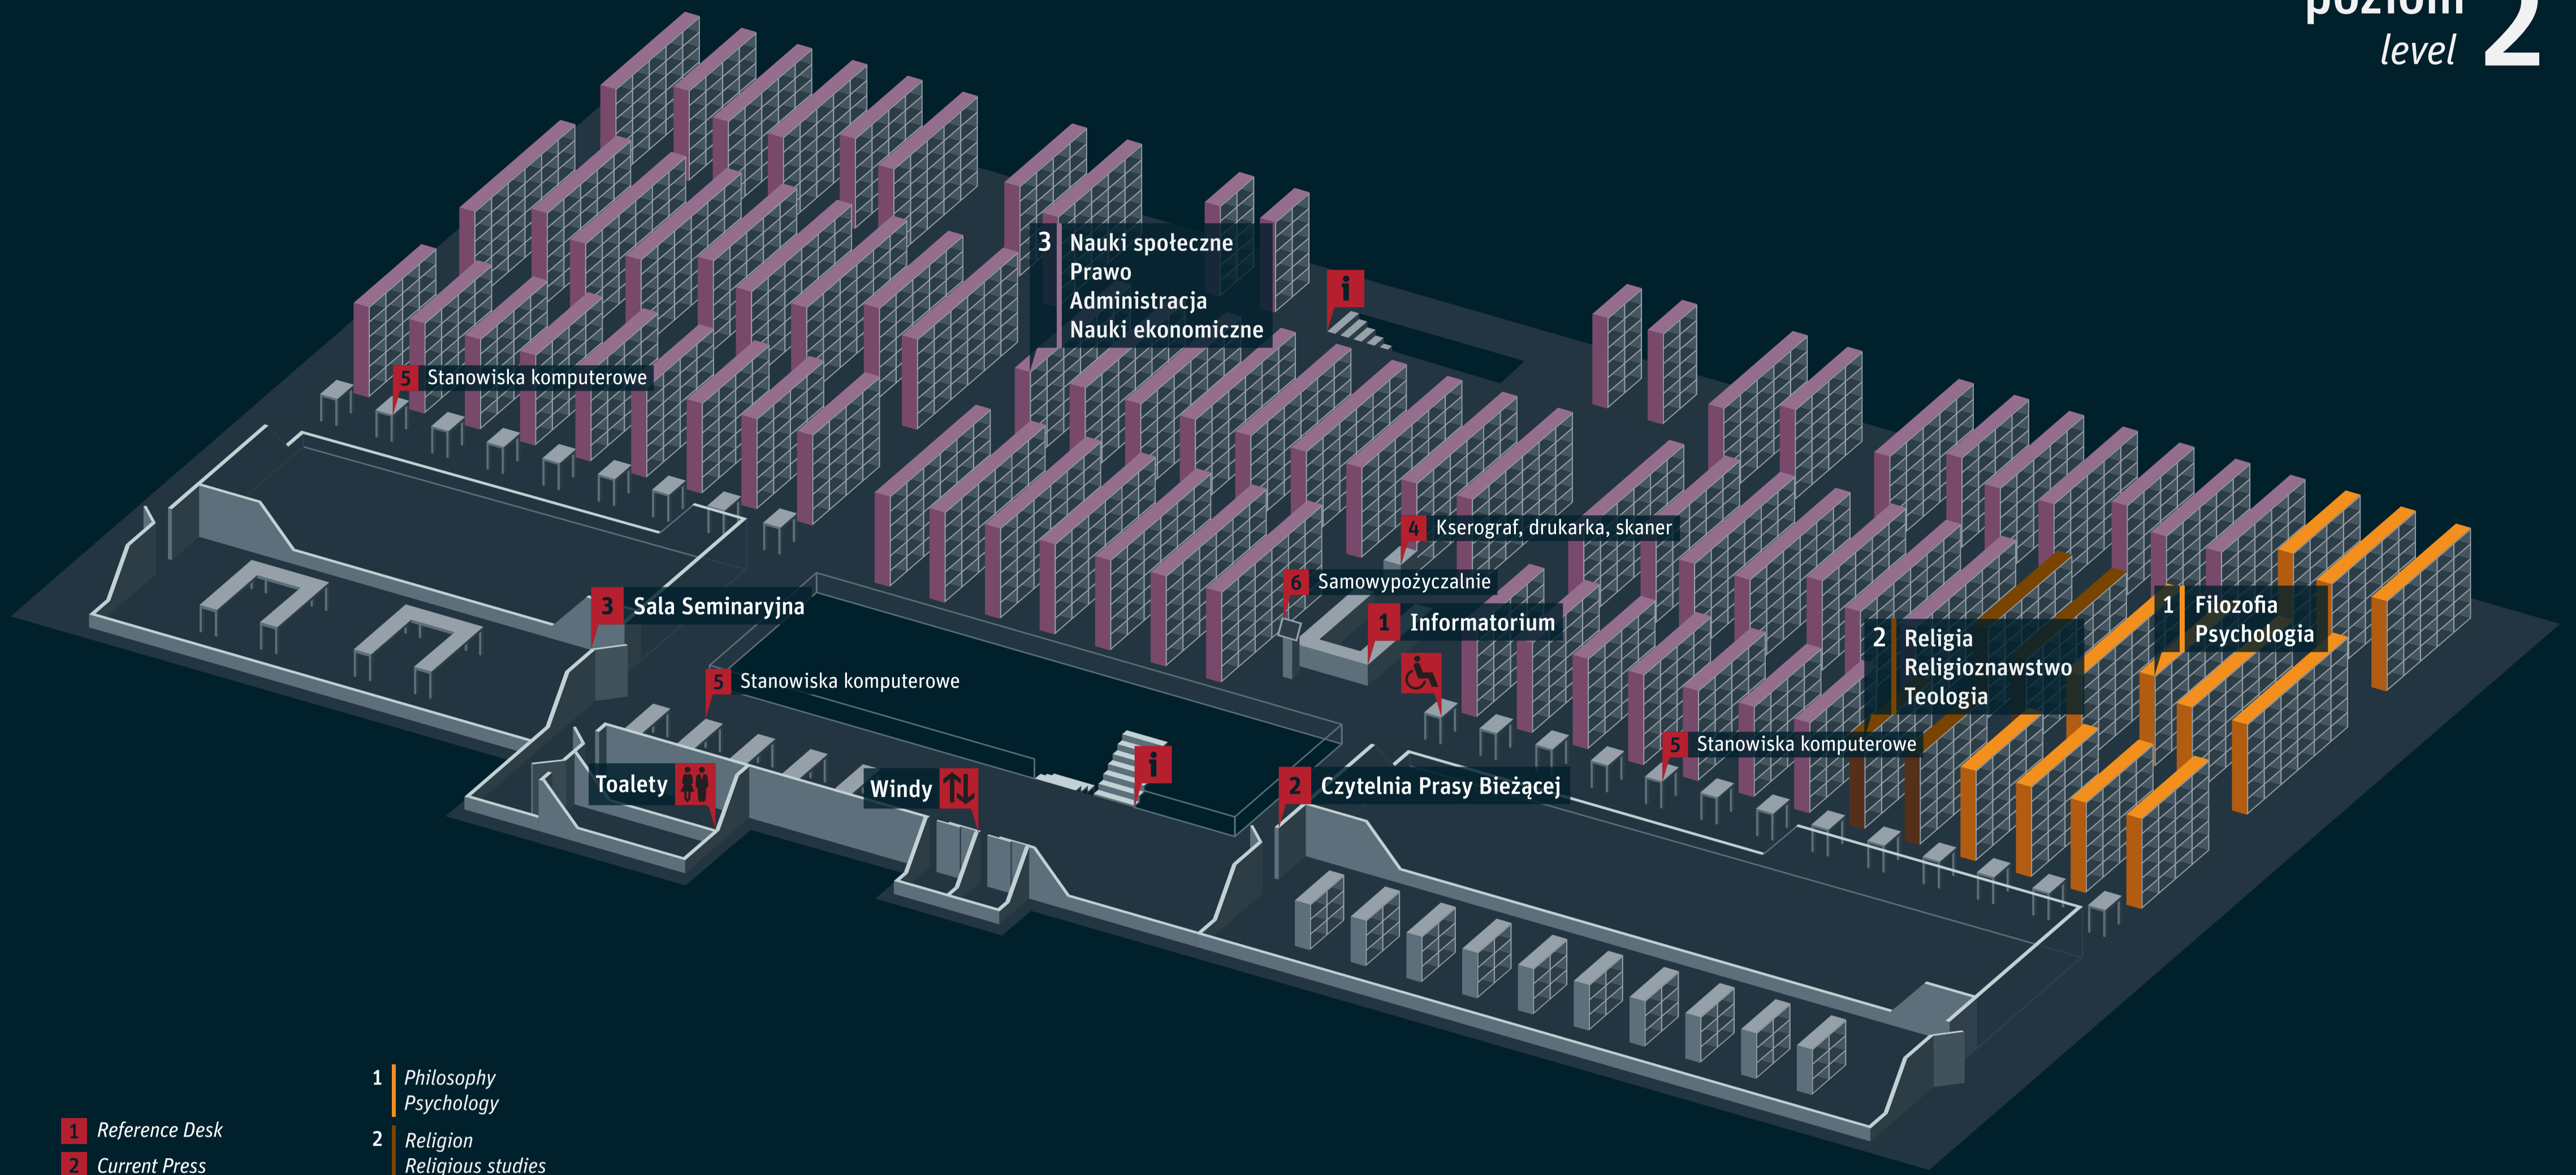 poziom
level 2
3 Nauki społeczne
Prawo
Administracja
Nauki ekonomiczne
i
5 Stanowiska komputerowe
4 Kserograf, drukarka, skaner
6 Samowypożyczalnie
1 Informatorium
3 Sala Seminaryjna
1 Filozofia
Psychologia
2 Religia
Religioznawstwo
Teologia
5 Stanowiska komputerowe
5 Stanowiska komputerowe
i
Toalety
Windy
2 Czytelnia Prasy Bieżącej
1 Reference Desk
2 Current Press
1 Philosophy
Psychology
2 Religion
Religious studies